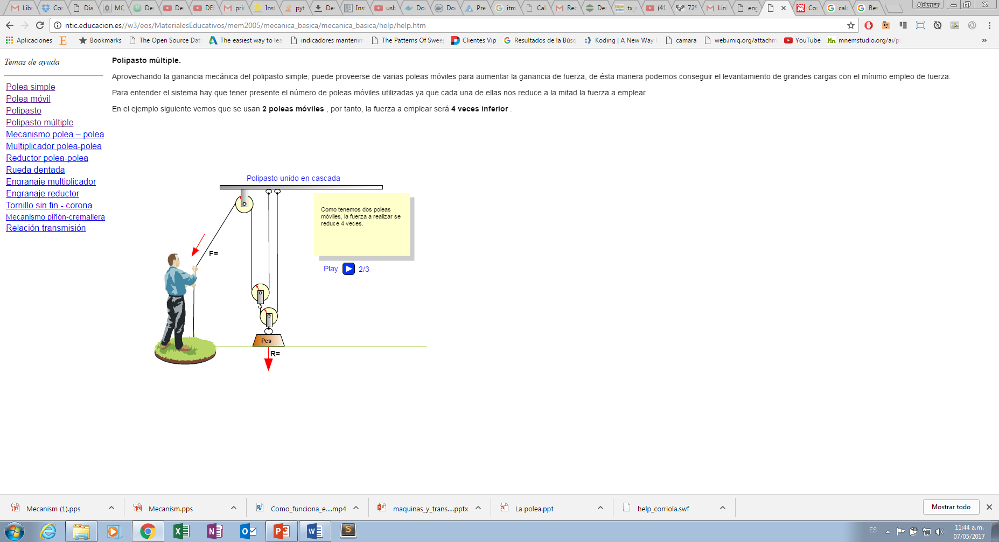 Lib
Cor
Dia
MC
De
De
DE
pri
Inst
pyt
De
Inst
usb
Do
Do
Pre
itm
Cal
Rec
De
tx_
(41
725
Linl
eng
Co
calc
Res
Aldemar
ntic.educacion.es//w3/eos/MaterialesEducativos/mem2005/mecanica_basica/mecanica_basica/help/help.htm
Aplicaciones
Bookmarks
The Open Source Dat
The easiest way to lea
indicadores mantenim
The Patterns Of Sweep
Clientes Vip
Resultados de la Búsq
Koding | A New Way
camara
web.imiq.org/attachm
YouTube
mnemstudio.org/ai/p
»
Temas de ayuda
Polea simple
Polea móvil
Polipasto
Polipasto múltiple
Mecanismo polea – polea
Multiplicador polea-polea
Reductor polea-polea
Rueda dentada
Engranaje multiplicador
Engranaje reductor
Tornillo sin fin - corona
Mecanismo piñón-cremallera
Relación transmisión
Polipasto múltiple.
Aprovechando la ganancia mecánica del polipasto simple, puede proveerse de varias poleas móviles para aumentar la ganancia de fuerza, de ésta manera podemos conseguir el levantamiento de grandes cargas con el mínimo empleo de fuerza.
Para entender el sistema hay que tener presente el número de poleas móviles utilizadas ya que cada una de ellas nos reduce a la mitad la fuerza a emplear.
En el ejemplo siguiente vemos que se usan 2 poleas móviles , por tanto, la fuerza a emplear será 4 veces inferior .
Polipasto unido en cascada
Como tenemos dos poleas
móviles, la fuerza a realizar se
reduce 4 veces.
F=
Play 2/3
Pes
R=
Mecanism (1).pps
Mecanism.pps
Como_funciona_e....mp4
maquinas_y_trans....pptx
La polea.ppt
help_corriola.swf
Mostrar todo
ES
11:44 a.m.
07/05/2017